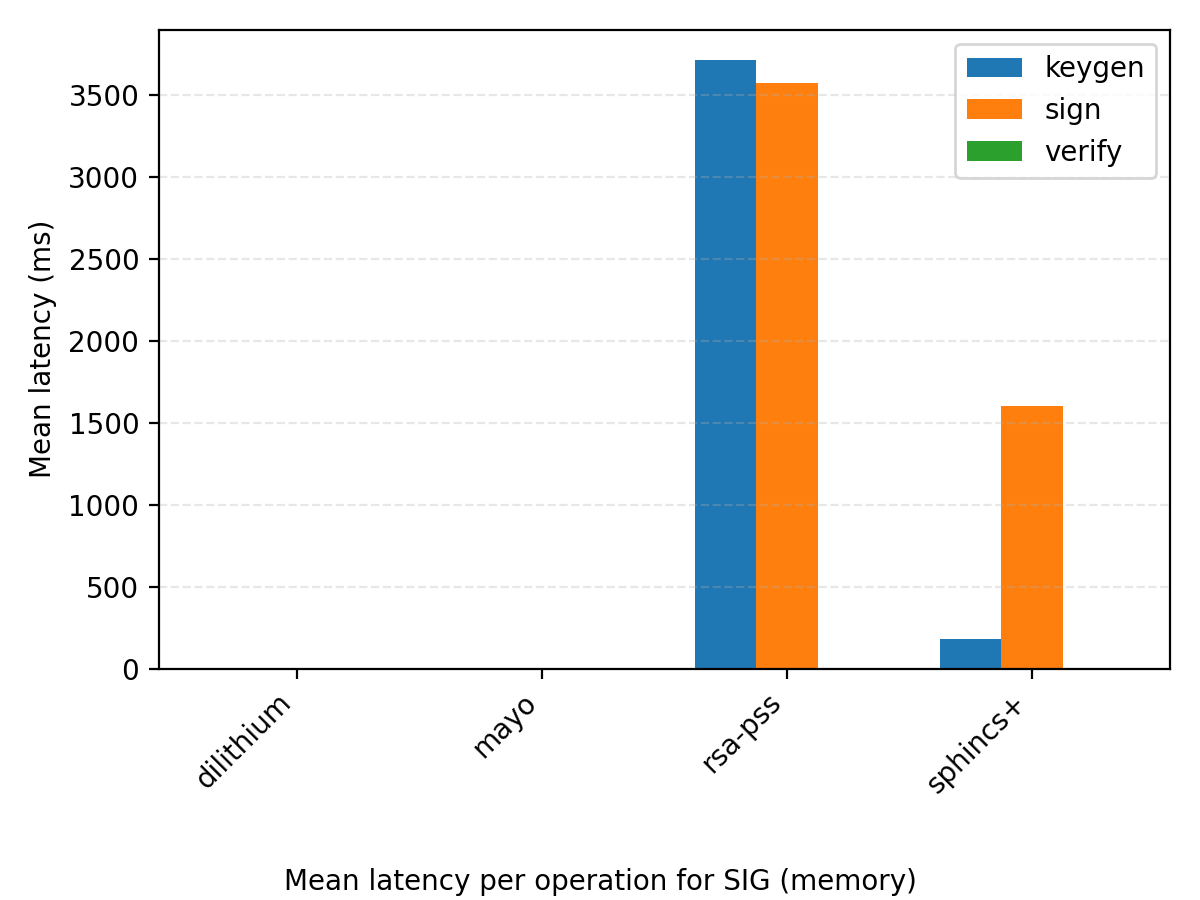 keygen
sign
verify
Mean latency (ms)
3500
3000
2500
2000
1500
1000
500
0
dilithium
mayo
rsa-pss
sphincs+
Mean latency per operation for SIG (memory)